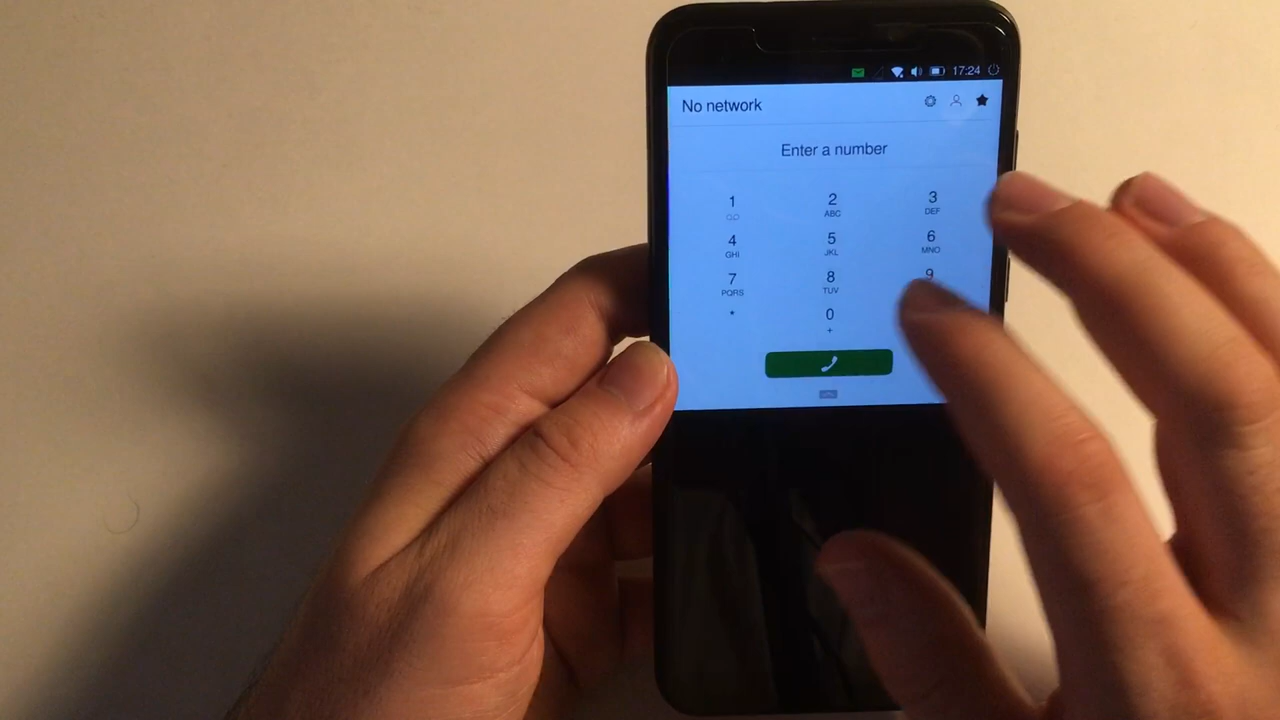 17:24
No network
Enter a number
1 2 3
ABC DEF
4 5 6
GHI JKL MNO
7 8 9
PQRS TUV
* 0
+